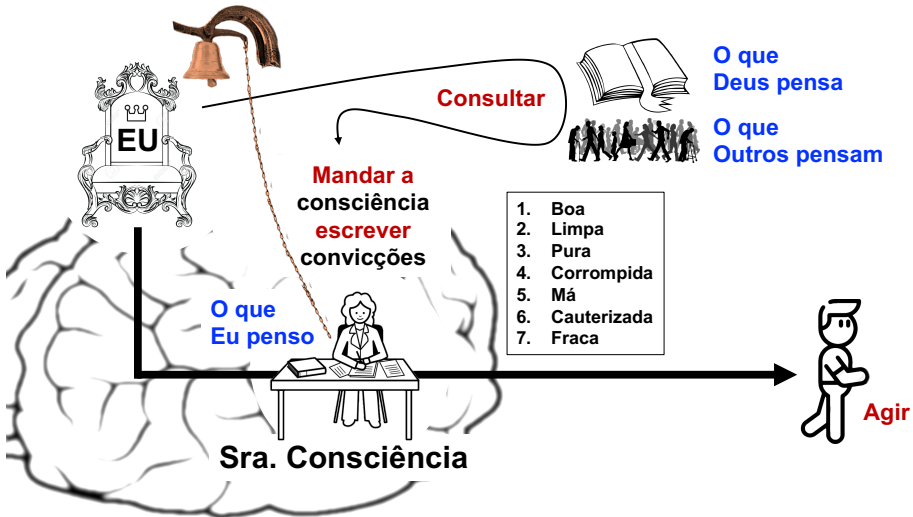 EU
Consultar
O que
Deus pensa
O que
Outros pensam
Mandar a
consciência
escrever
convicções
1. Boa
2. Limpa
3. Pura
4. Corrompida
5. Má
6. Cauterizada
7. Fraca
O que
Eu penso
Agir
Sra. Consciência